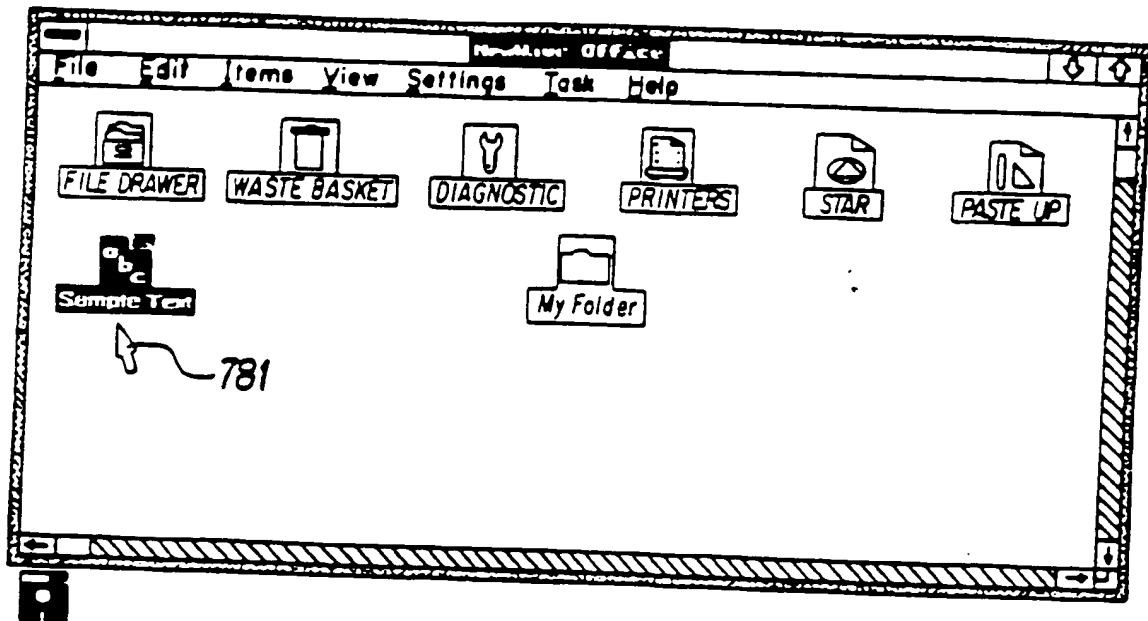 Office
File Edit Items View Settings Task Help
FILE DRAWER WASTE BASKET DIAGNOSTIC PRINTERS STAR PASTE UP
abc
Sample Text My Folder
781